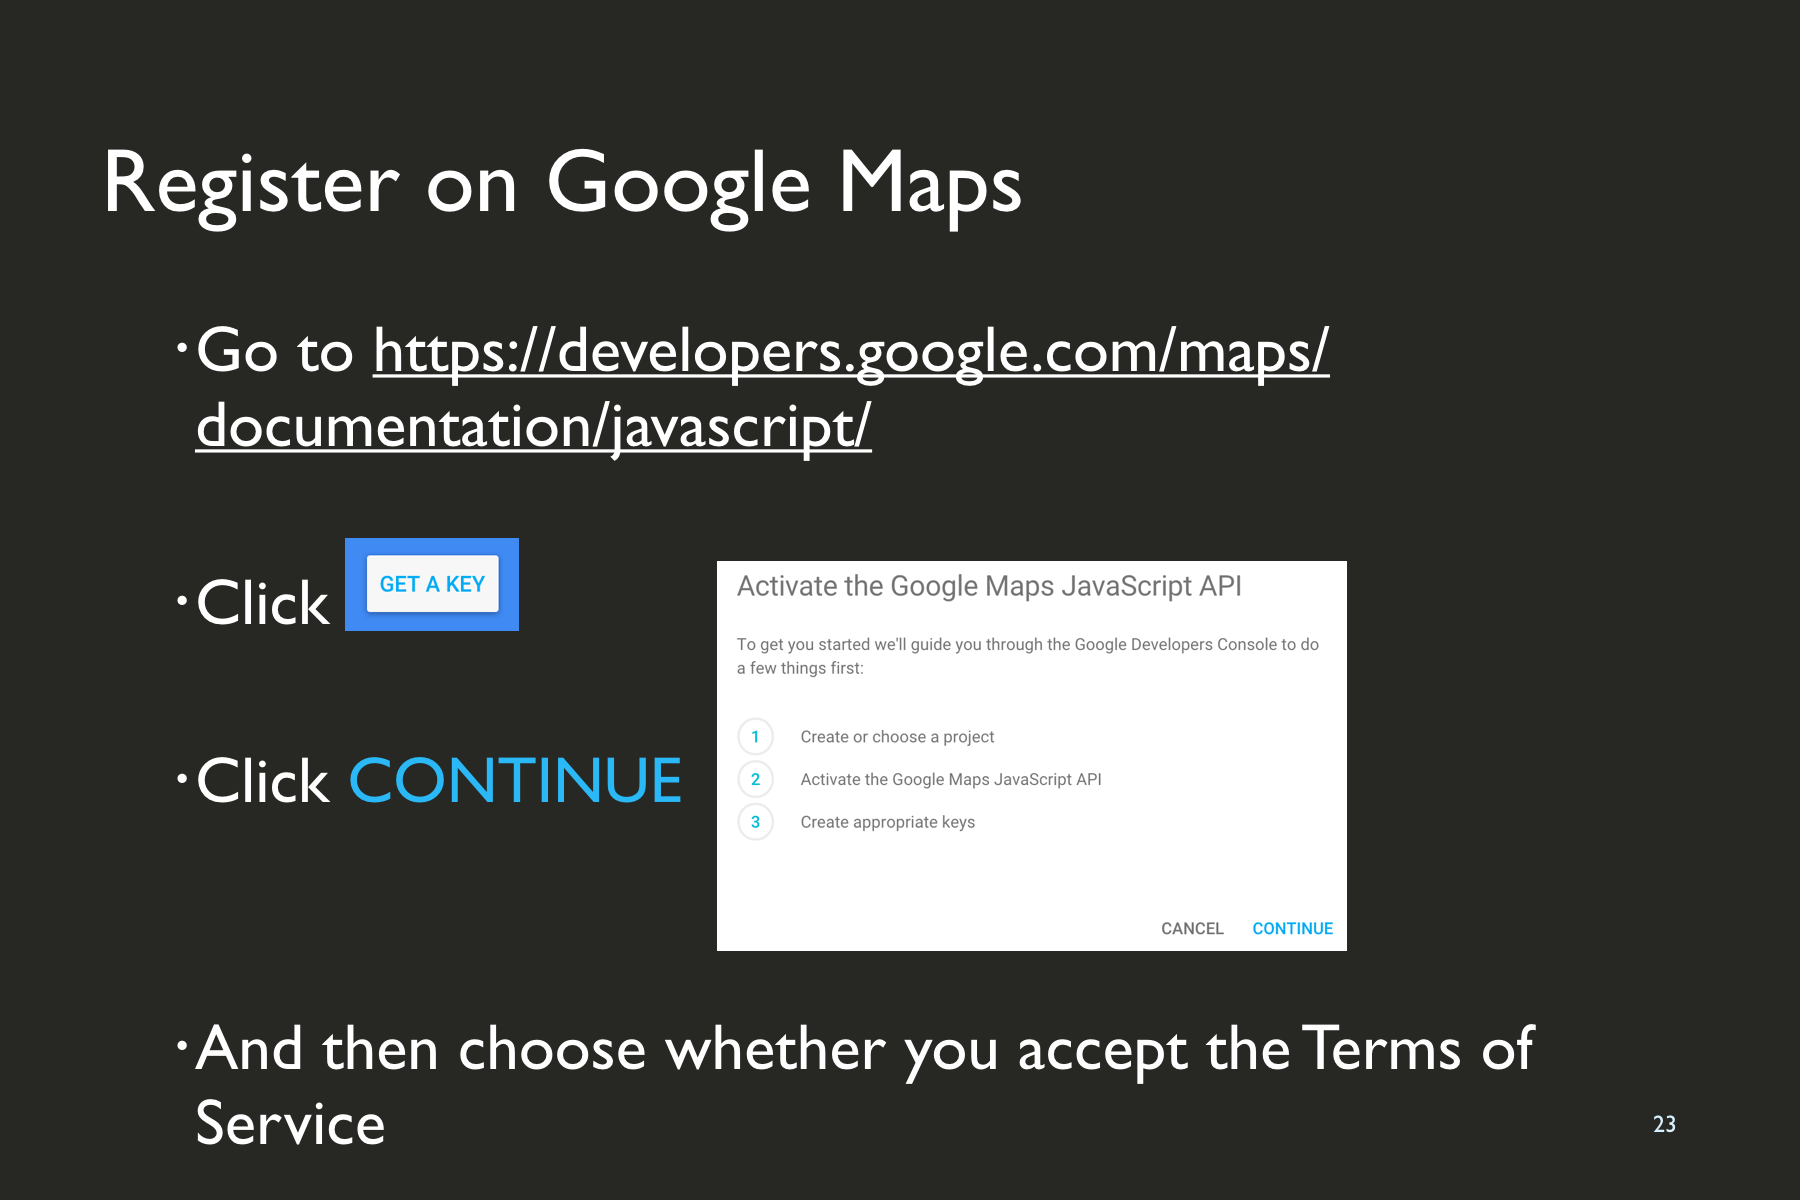 Register on Google Maps
• Go to https://developers.google.com/maps/
documentation/javascript/
• Click GET A KEY
• Click CONTINUE
Activate the Google Maps JavaScript API
To get you started we'll guide you through the Google Developers Console to do
a few things first:
1 Create or choose a project
2 Activate the Google Maps JavaScript API
3 Create appropriate keys
CANCEL CONTINUE
• And then choose whether you accept the Terms of
Service
23